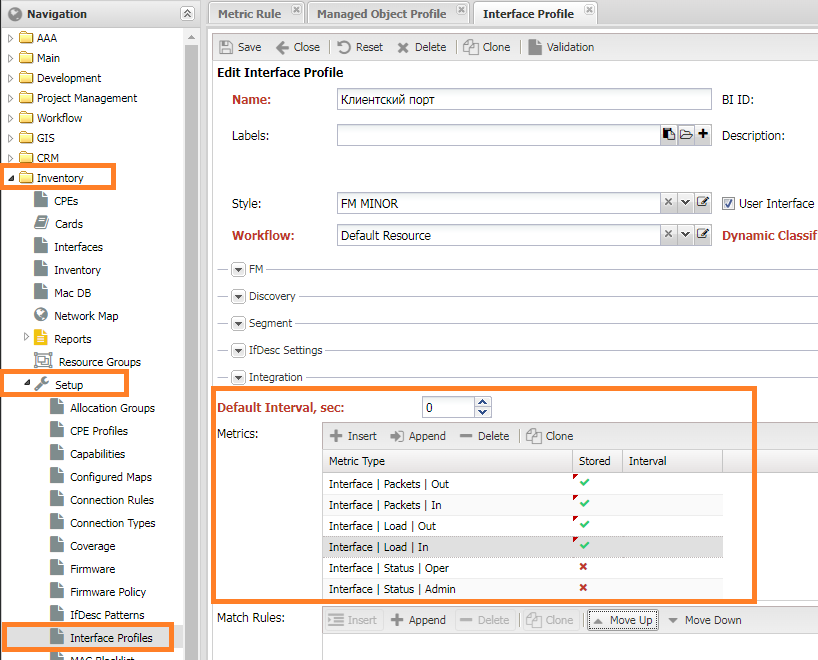 Navigation
AAA
Main
Development
Project Management
Workflow
GIS
CRM
Inventory
CPEs
Cards
Interfaces
Inventory
Mac DB
Network Map
Reports
Resource Groups
Setup
Allocation Groups
CPE Profiles
Capabilities
Configured Maps
Connection Rules
Connection Types
Coverage
Firmware
Firmware Policy
IfDesc Patterns
Interface Profiles
MAC Blacklist
Metric Rule
Managed Object Profile
Interface Profile
Save Close Reset Delete Clone Validation
Edit Interface Profile
Name: Клиентский порт BI ID:
Labels: Description:
Style: FM MINOR User Interface
Workflow: Default Resource Dynamic Classif
FM
Discovery
Segment
IfDesc Settings
Integration
Default Interval, sec: 0
Metrics: Insert Append Delete Clone
Metric Type Stored Interval
Interface | Packets | Out
Interface | Packets | In
Interface | Load | Out
Interface | Load | In
Interface | Status | Oper
Interface | Status | Admin
Match Rules: Insert Append Delete Clone Move Up Move Down